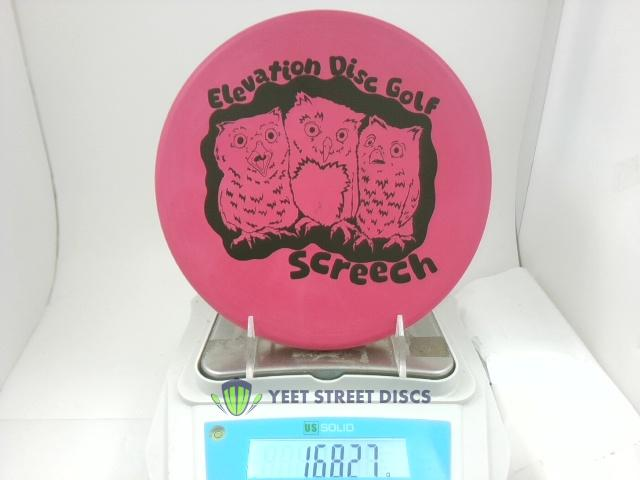 Elevation Disc Golf
Screech
YEET STREET DISCS
US SOLID
168.27 g